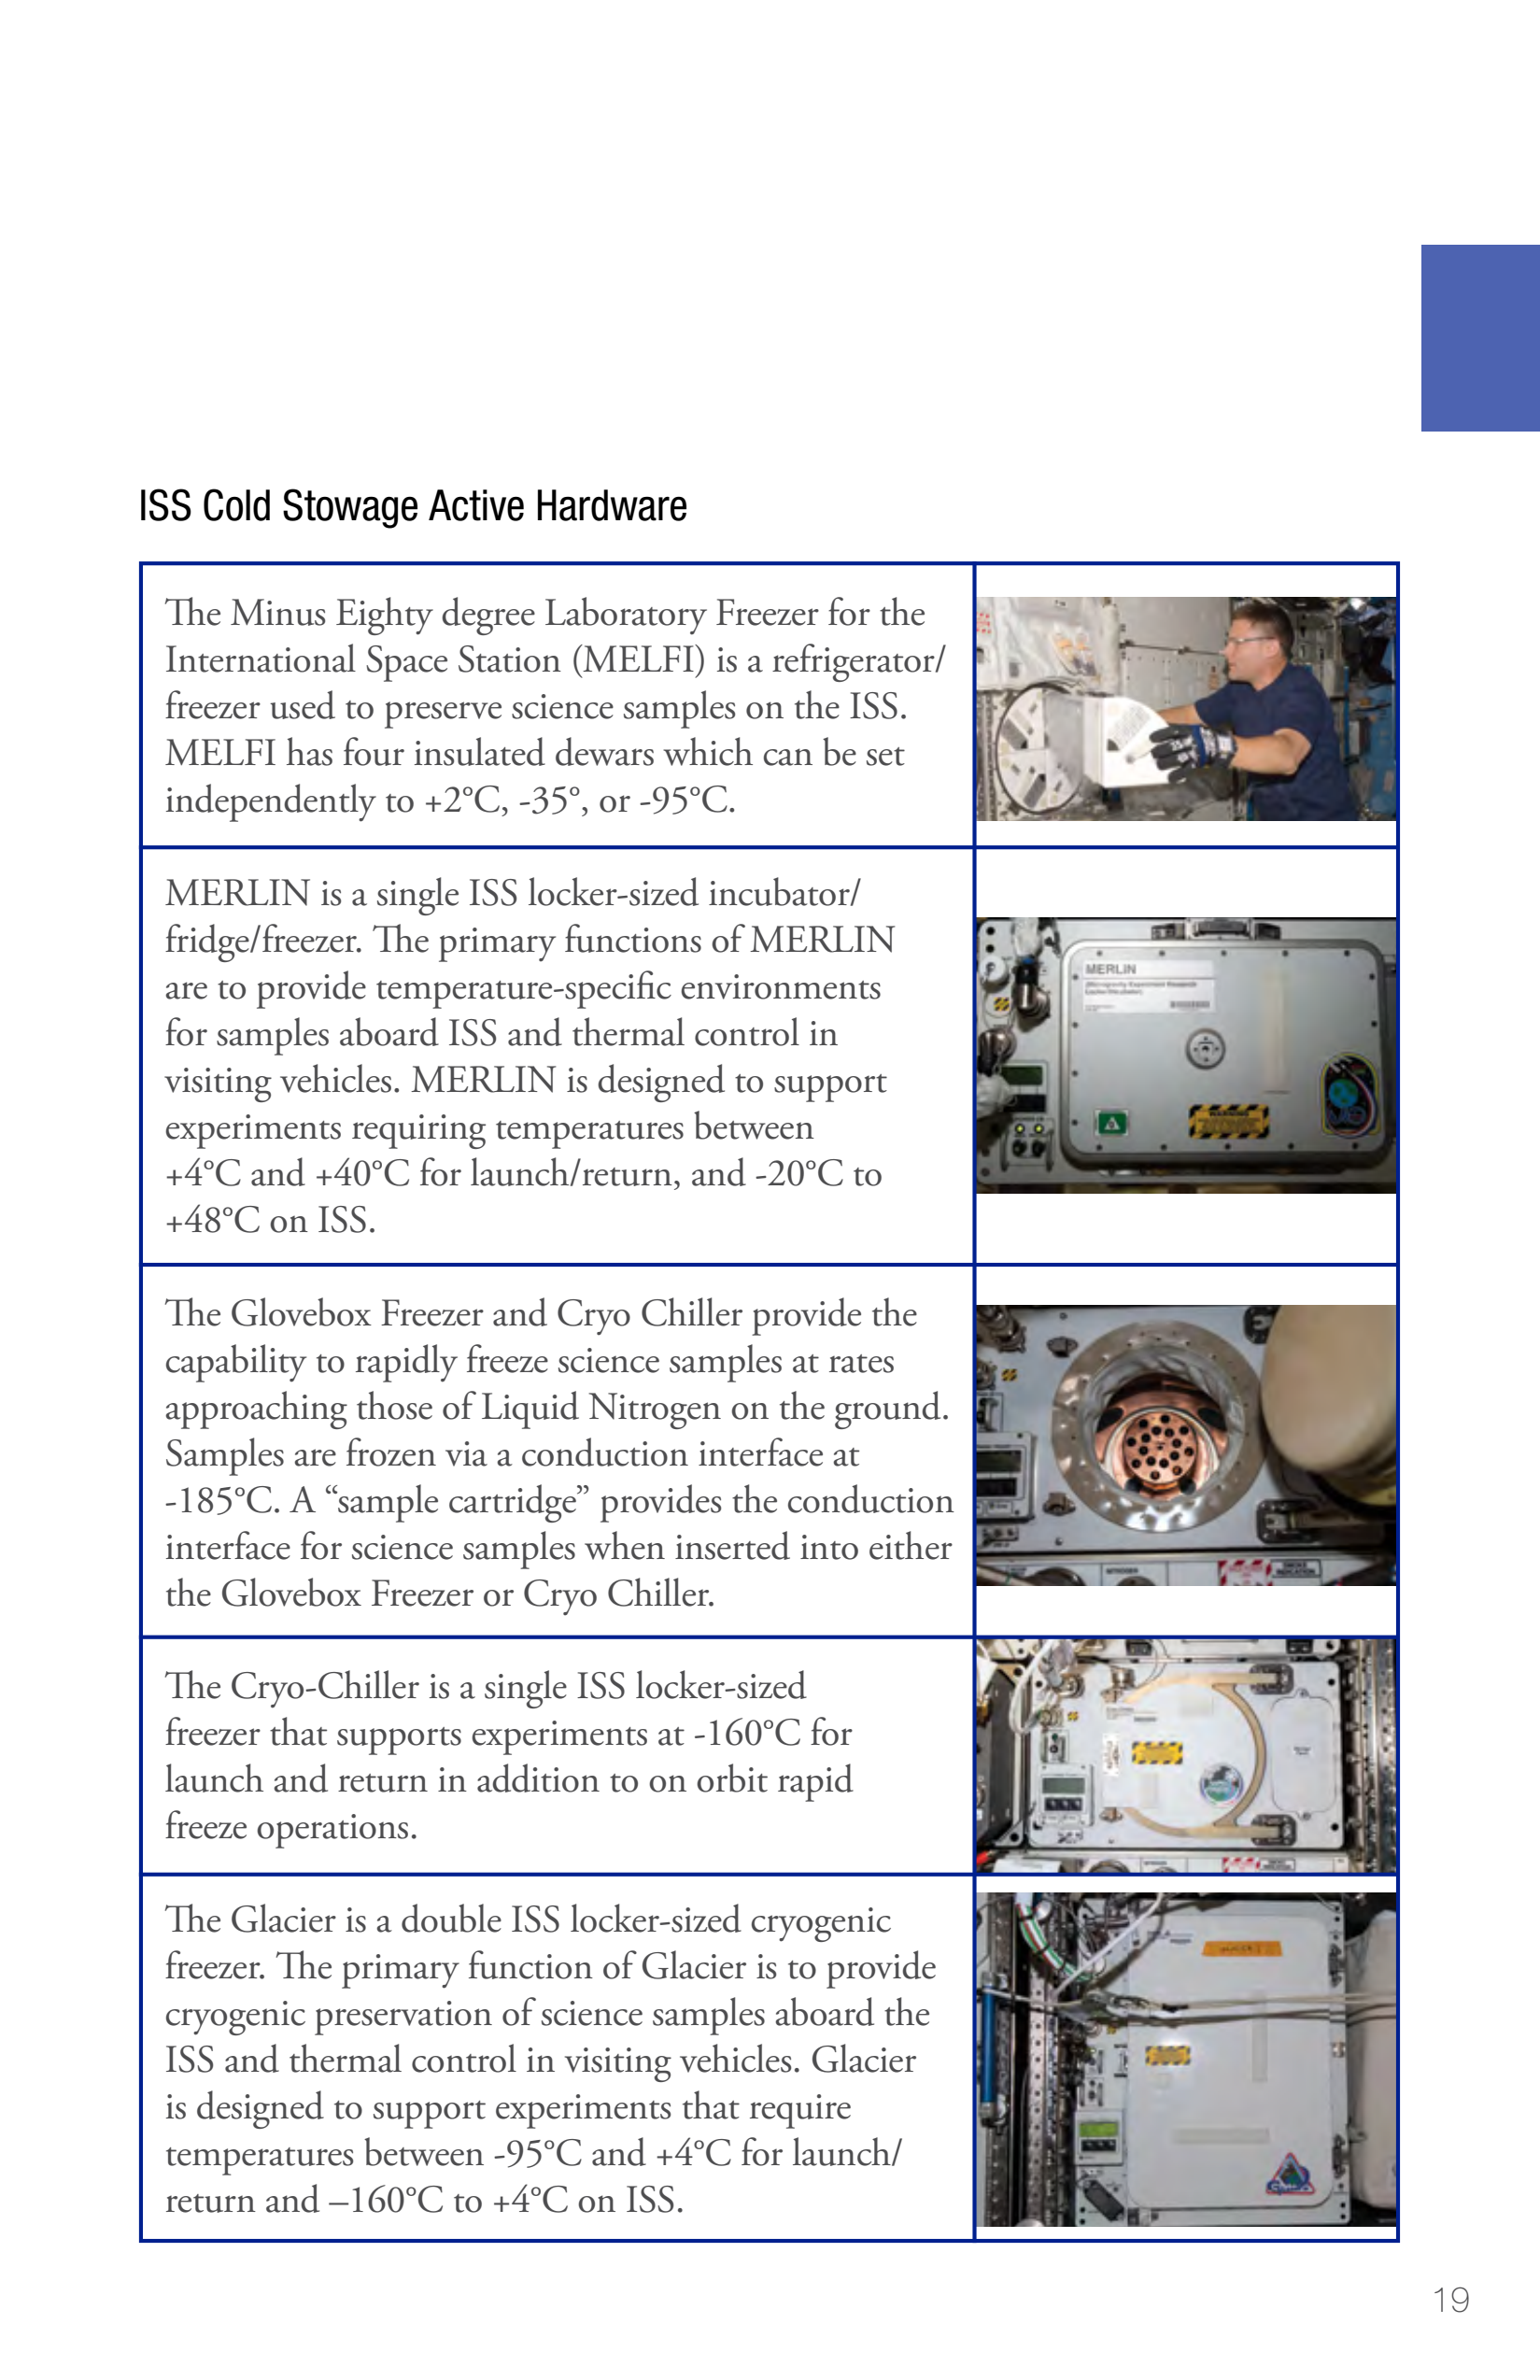 ISS Cold Stowage Active Hardware
The Minus Eighty degree Laboratory Freezer for the
International Space Station (MELFI) is a refrigerator/
freezer used to preserve science samples on the ISS.
MELFI has four insulated dewars which can be set
independently to +2°C, -35°, or -95°C.
MERLIN is a single ISS locker-sized incubator/
fridge/freezer. The primary functions of MERLIN
are to provide temperature-specific environments
for samples aboard ISS and thermal control in
visiting vehicles. MERLIN is designed to support
experiments requiring temperatures between
+4°C and +40°C for launch/return, and -20°C to
+48°C on ISS.
MERLIN
WARNING
The Glovebox Freezer and Cryo Chiller provide the
capability to rapidly freeze science samples at rates
approaching those of Liquid Nitrogen on the ground.
Samples are frozen via a conduction interface at
-185°C. A “sample cartridge” provides the conduction
interface for science samples when inserted into either
the Glovebox Freezer or Cryo Chiller.
The Cryo-Chiller is a single ISS locker-sized
freezer that supports experiments at -160°C for
launch and return in addition to on orbit rapid
freeze operations.
The Glacier is a double ISS locker-sized cryogenic
freezer. The primary function of Glacier is to provide
cryogenic preservation of science samples aboard the
ISS and thermal control in visiting vehicles. Glacier
is designed to support experiments that require
temperatures between -95°C and +4°C for launch/
return and –160°C to +4°C on ISS.
19